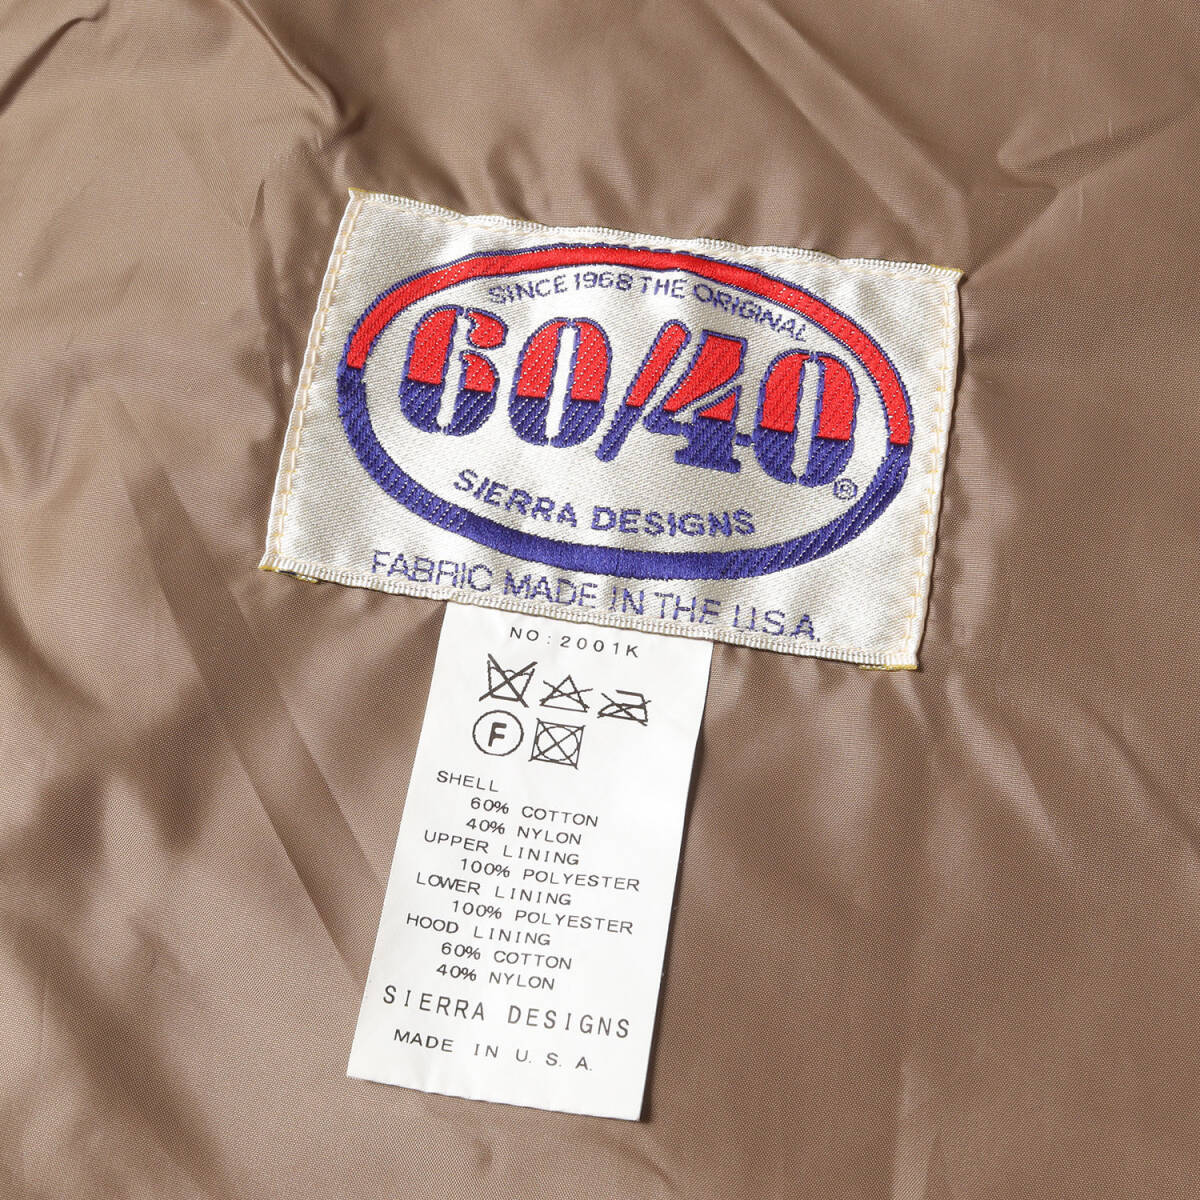 SINCE 1968 THE ORIGINAL
60/40®
SIERRA DESIGNS
FABRIC MADE IN THE U.S.A.
NO: 2001K
F
SHELL
60% COTTON
40% NYLON
UPPER LINING
100% POLYESTER
LOWER LINING
100% POLYESTER
HOOD LINING
60% COTTON
40% NYLON
SIERRA DESIGNS
MADE IN U. S. A.